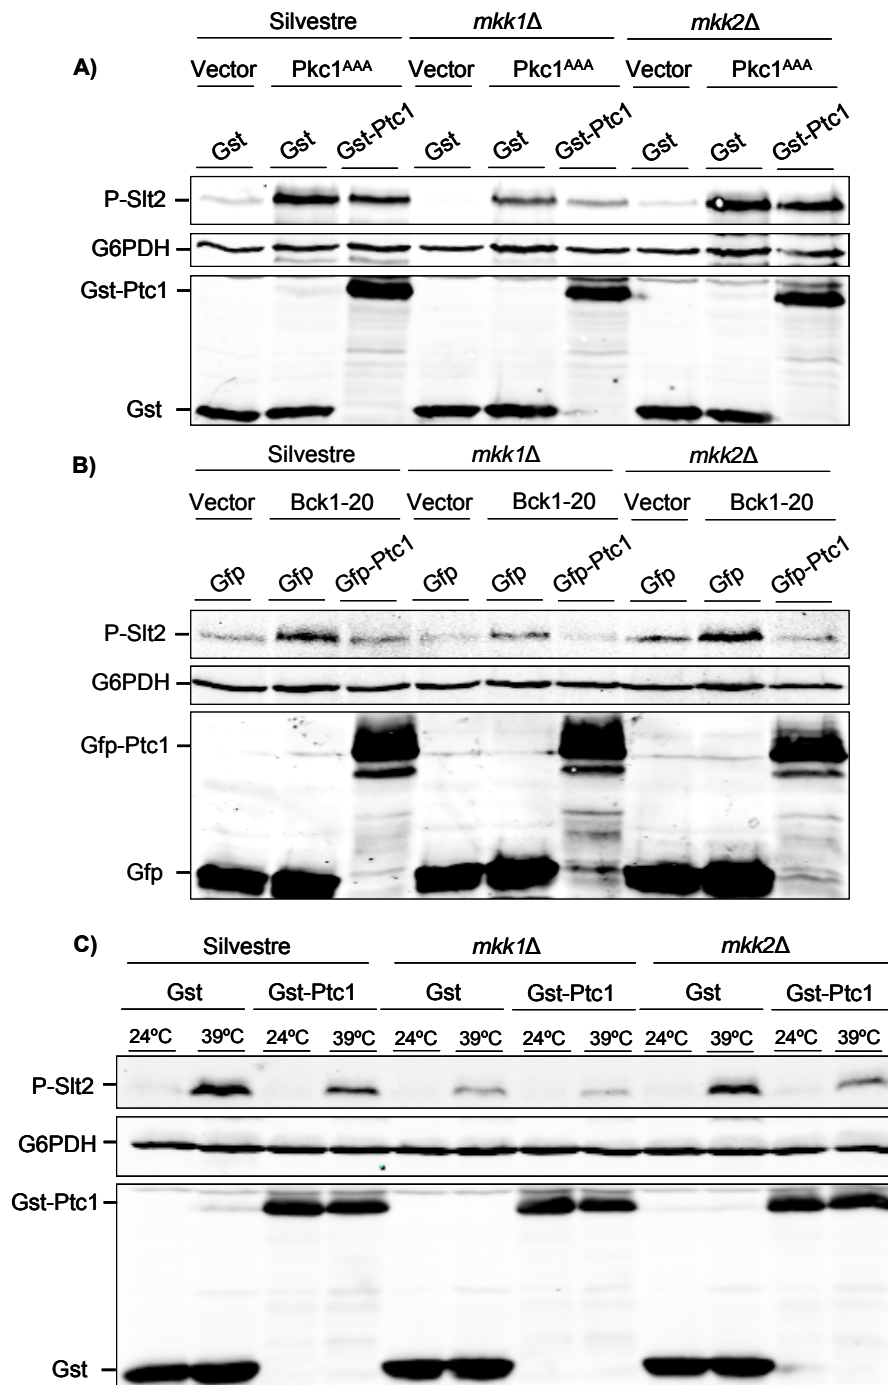 Silvestre mkk1Δ mkk2Δ
A)
Vector Pkc1AAA Vector Pkc1AAA Vector Pkc1AAA
Gst Gst Gst-Ptc1 Gst Gst Gst-Ptc1 Gst Gst Gst-Ptc1
P-Slt2
G6PDH
Gst-Ptc1
Gst
B)
Silvestre mkk1Δ mkk2Δ
Vector Bck1-20 Vector Bck1-20 Vector Bck1-20
Gfp Gfp Gfp-Ptc1 Gfp Gfp Gfp-Ptc1 Gfp Gfp Gfp-Ptc1
P-Slt2
G6PDH
Gfp-Ptc1
Gfp
C)
Silvestre mkk1Δ mkk2Δ
Gst Gst-Ptc1 Gst Gst-Ptc1 Gst Gst-Ptc1
24ºC 39ºC 24ºC 39ºC 24ºC 39ºC 24ºC 39ºC 24ºC 39ºC 24ºC 39ºC
P-Slt2
G6PDH
Gst-Ptc1
Gst